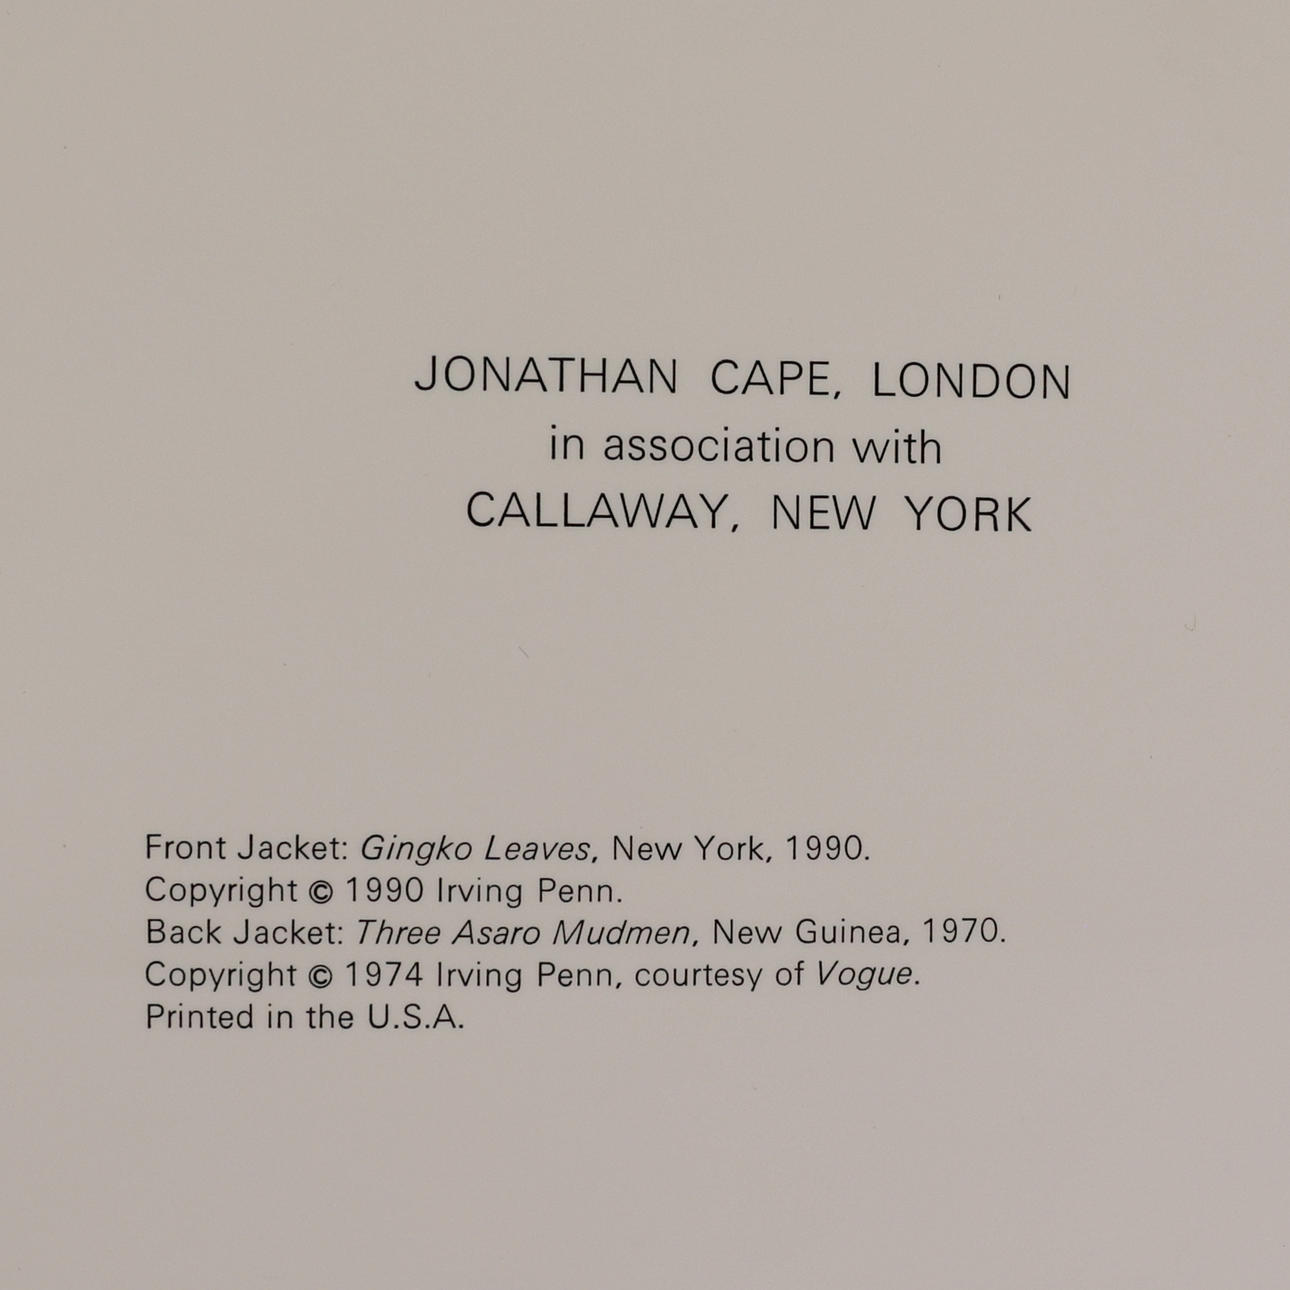 JONATHAN CAPE, LONDON
in association with
CALLAWAY, NEW YORK
Front Jacket: Gingko Leaves, New York, 1990.
Copyright © 1990 Irving Penn.
Back Jacket: Three Asaro Mudmen, New Guinea, 1970.
Copyright © 1974 Irving Penn, courtesy of Vogue.
Printed in the U.S.A.